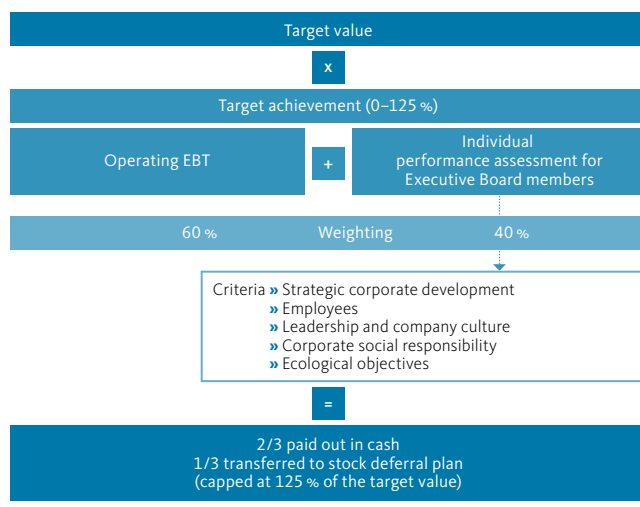 Target value
x
Target achievement (0–125 %)
Operating EBT
+
Individual
performance assessment for
Executive Board members
60 % Weighting 40 %
Criteria » Strategic corporate development
» Employees
» Leadership and company culture
» Corporate social responsibility
» Ecological objectives
=
2/3 paid out in cash
1/3 transferred to stock deferral plan
(capped at 125 % of the target value)